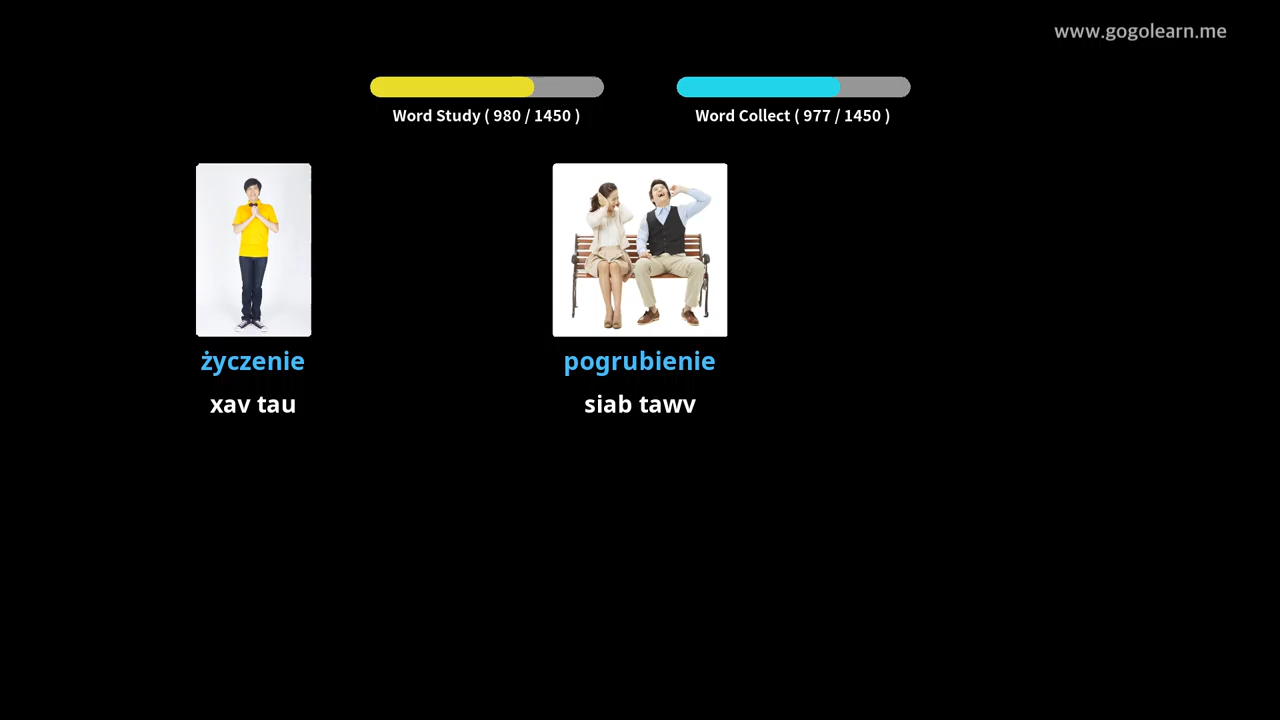 www.gogolearn.me
Word Study ( 980 / 1450 )
Word Collect ( 977 / 1450 )
życzenie
pogrubienie
xav tau
siab tawv